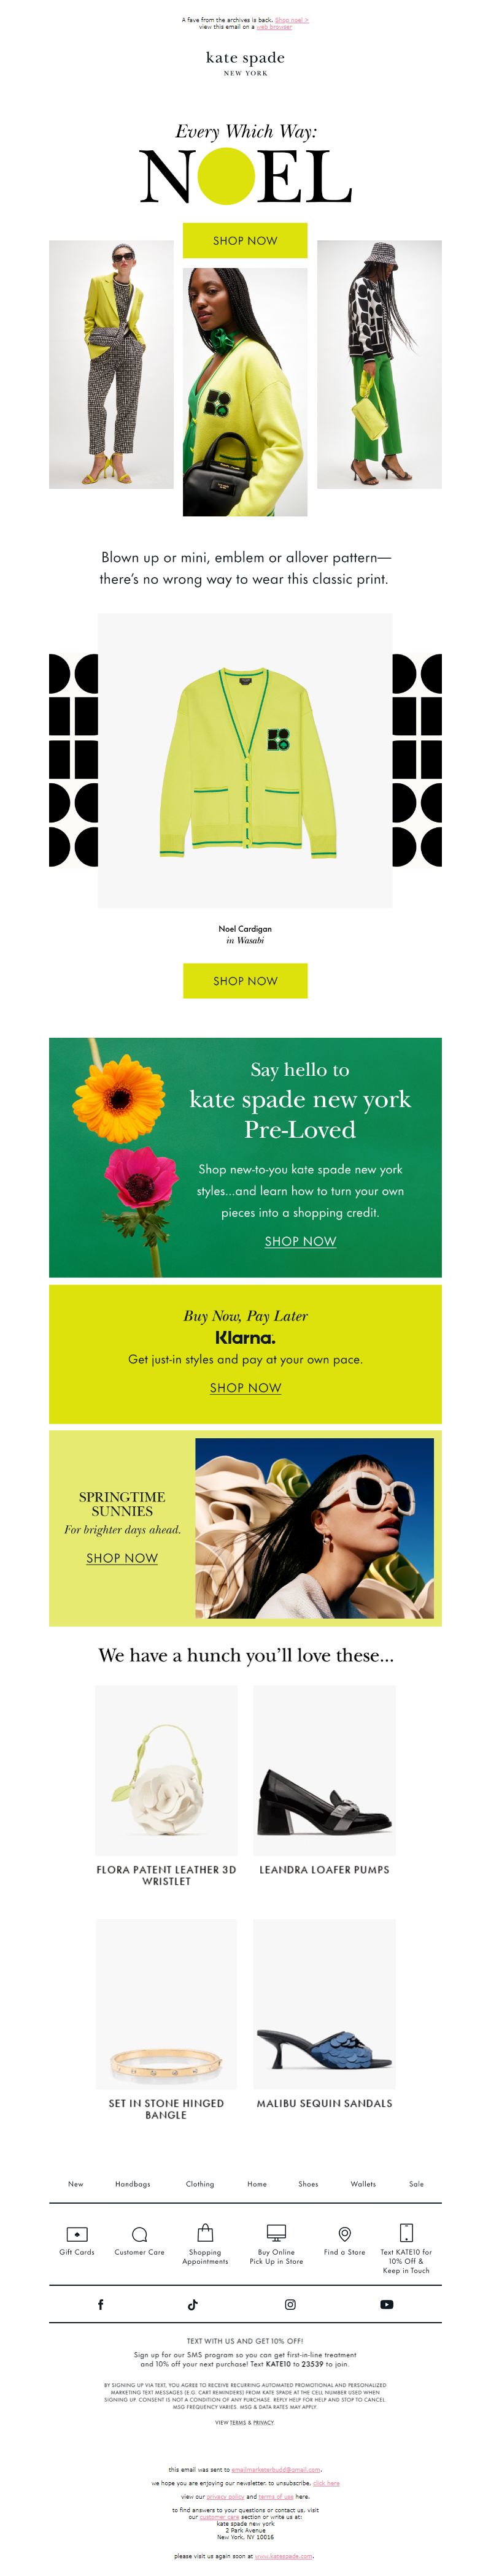 A fave from the archives is back. Shop noel >
view this email on a web browser
kate spade
NEW YORK
Every Which Way:
NOEL
SHOP NOW
Blown up or mini, emblem or allover pattern—
there's no wrong way to wear this classic print.
Noel Cardigan
in Wasabi
SHOP NOW
Say hello to
kate spade new york
Pre-Loved
Shop new-to-you kate spade new york
styles...and learn how to turn your own
pieces into a shopping credit.
SHOP NOW
Buy Now, Pay Later
Klarna.
Get just-in styles and pay at your own pace.
SHOP NOW
SPRINGTIME
SUNNIES
For brighter days ahead.
SHOP NOW
We have a hunch you'll love these...
FLORA PATENT LEATHER 3D
WRISTLET
LEANDRA LOAFER PUMPS
SET IN STONE HINGED
BANGLE
MALIBU SEQUIN SANDALS
New Handbags Clothing Home Shoes Wallets Sale
Gift Cards
Customer Care
Shopping
Appointments
Buy Online
Pick Up in Store
Find a Store
Text KATE10 for
10% Off &
Keep in Touch
TEXT WITH US AND GET 10% OFF!
Sign up for our SMS program so you can get first-in-line treatment
and 10% off your next purchase! Text KATE10 to 23539 to join.
BY SIGNING UP VIA TEXT, YOU AGREE TO RECEIVE RECURRING AUTOMATED PROMOTIONAL AND PERSONALIZED
MARKETING TEXT MESSAGES (E.G. CART REMINDERS) FROM KATE SPADE AT THE CELL NUMBER USED WHEN
SIGNING UP. CONSENT IS NOT A CONDITION OF ANY PURCHASE. REPLY HELP FOR HELP AND STOP TO CANCEL.
MSG FREQUENCY VARIES. MSG & DATA RATES MAY APPLY.
VIEW TERMS & PRIVACY.
this email was sent to emailmarketerbudd@gmail.com.
we hope you are enjoying our newsletter. to unsubscribe, click here
view our privacy policy and terms of use here.
to find answers to your questions or contact us, visit
our customer care section or write us at:
kate spade new york
2 Park Avenue
New York, NY 10016
please visit us again soon at www.katespade.com.